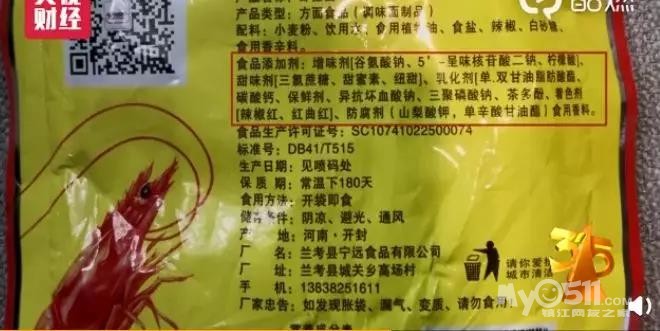 财经
产品类型：方面食品（调味面制品）
配料：小麦粉、饮用水、食用植物油、食盐、辣椒、白砂糖、
食用香辛料。
食品添加剂：增味剂[谷氨酸钠、5’-呈味核苷酸二钠、柠檬酸]、
甜味剂[三氯蔗糖、甜蜜素、纽甜]、乳化剂[单.双甘油脂肪酸酯、
碳酸钙、保鲜剂、异抗坏血酸钠、三聚磷酸钠、茶多酚、着色剂
[辣椒红、红曲红]、防腐剂（山梨酸钾，单辛酸甘油酯）食用香料。
食品生产许可证号：SC10741022500074
标准号：DB41/T515
生产日期：见喷码处
保 质 期：常温下180天
食用方法：开袋即食
储存条件：阴凉、避光、通风
产 地：河南·开封
厂 名：兰考县宁远食品有限公司
厂 址：兰考县城关乡高场村
手 机：13838251611
厂家忠告：如发现胀袋、漏气、变质、请勿食用！
请你爱护
城市清洁
315
My0511.com
镇江网友之家